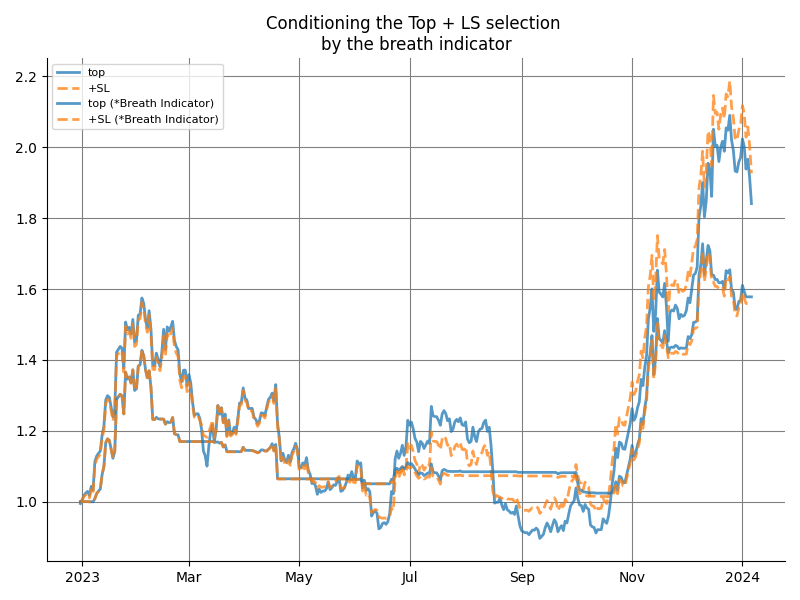 Conditioning the Top + LS selection
by the breath indicator
top
+SL
top (*Breath Indicator)
+SL (*Breath Indicator)
2.2
2.0
1.8
1.6
1.4
1.2
1.0
2023 Mar May Jul Sep Nov 2024